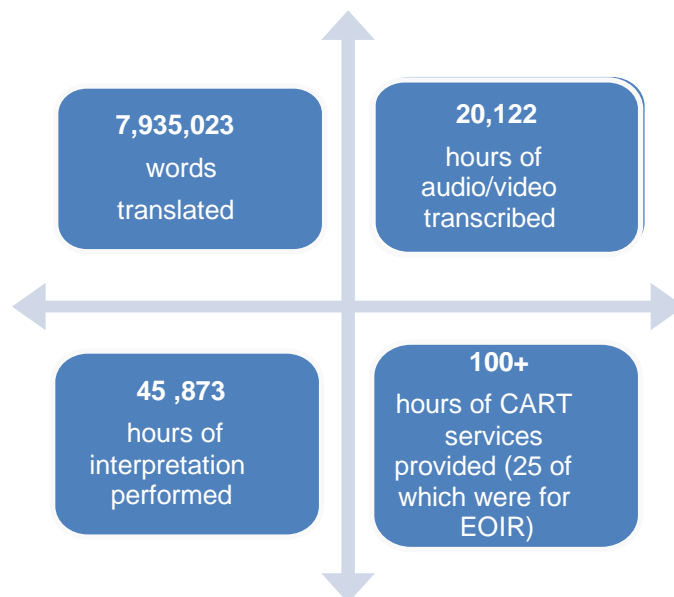 7,935,023
words
translated
20,122
hours of
audio/video
transcribed
45 ,873
hours of
interpretation
performed
100+
hours of CART
services
provided (25 of
which were for
EOIR)